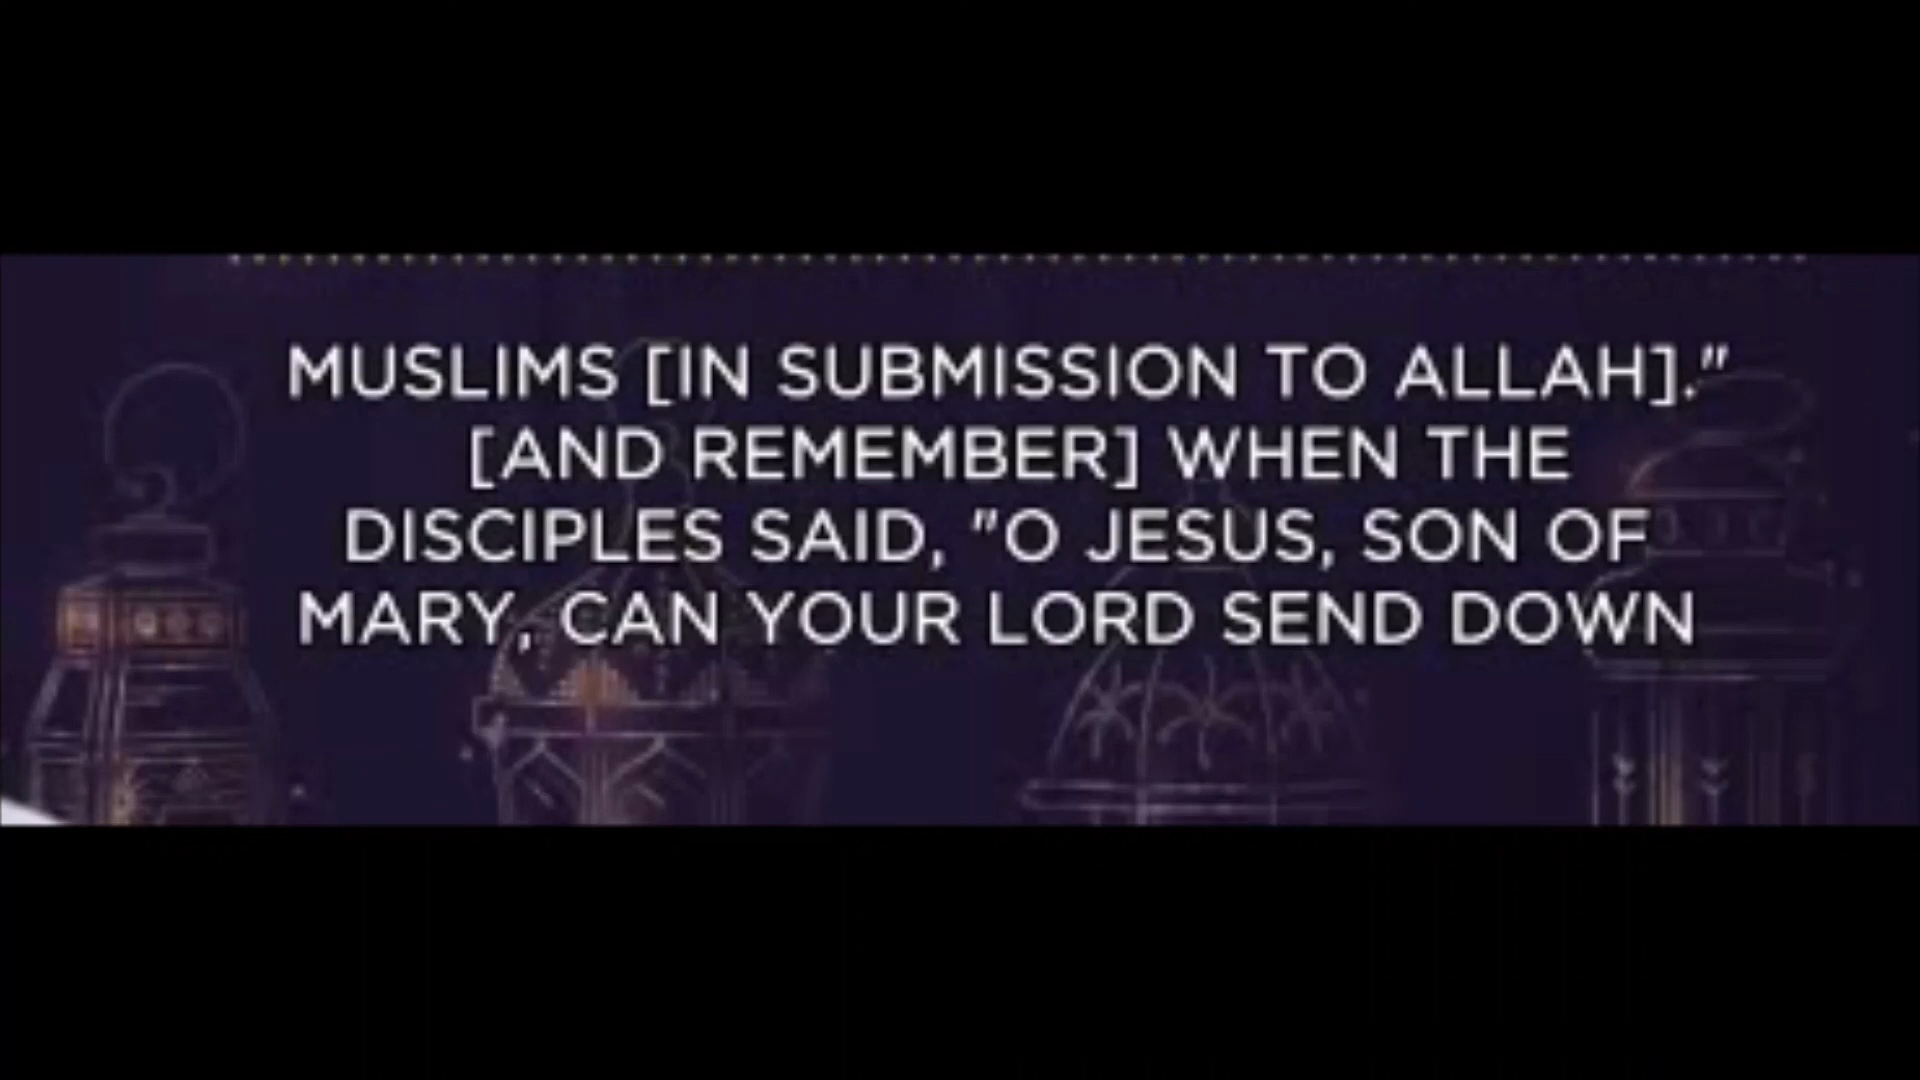 MUSLIMS [IN SUBMISSION TO ALLAH]."
[AND REMEMBER] WHEN THE
DISCIPLES SAID, "O JESUS, SON OF
MARY, CAN YOUR LORD SEND DOWN